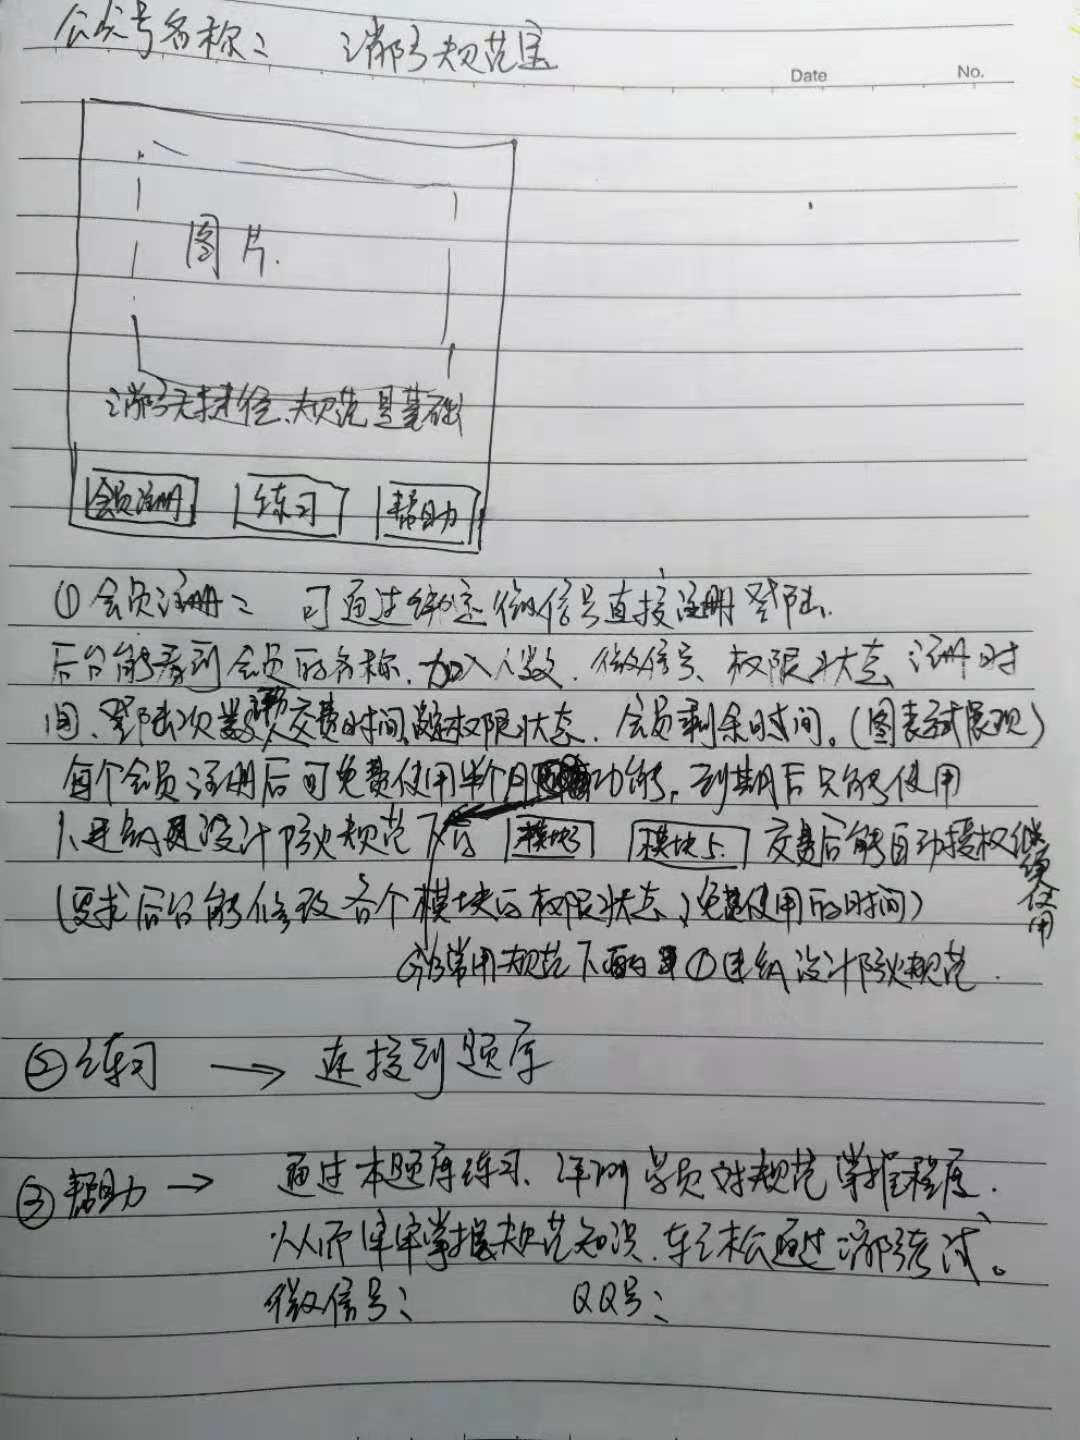 公众号名称: 消防规范宝
Date No.
图片.
消防无捷径、规范是基础
会员注册 练习 帮助
①会员注册: 可通过绑定微信号直接注册登陆.
后台能看到会员的名称、加入人数、微信号、权限状态、注册时
间、登陆次数、交费时间、权限状态、会员剩余时间。(图表式展现)
每个会员注册后可免费使用半个月功能,到期后只能使用
1.建筑设计防火规范下的 模块3 模块5. 交费后能自动授权继续使用
(要求后台能修改各个模块的权限状态、免费使用的时间)
为常用规范下面的①建筑设计防火规范.
②练习 → 连接到题库
③帮助 → 通过本题库练习、评测学员对规范掌握程度.
从而牢牢掌握规范知识、轻松通过消防考试。
微信号: QQ号: